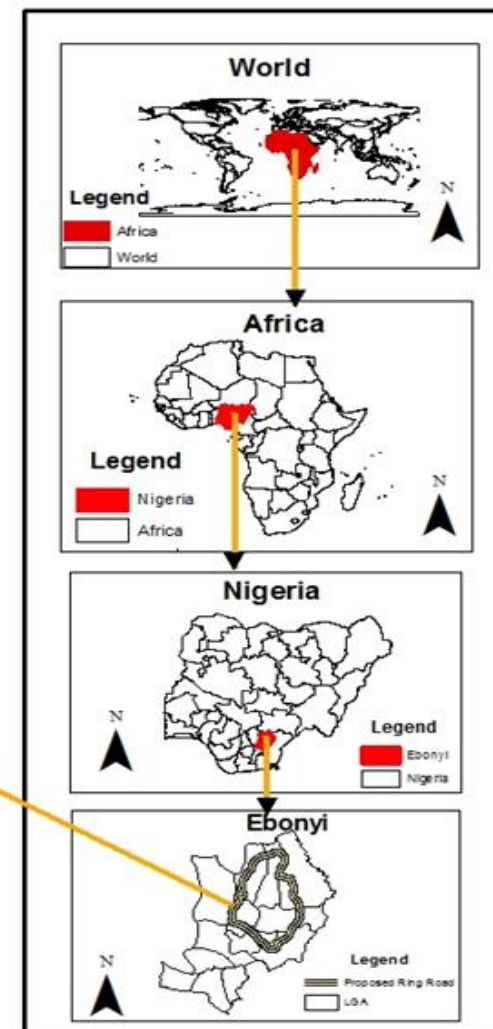 World
N
Legend
Africa
World
Africa
Legend
Nigeria
Africa
N
Nigeria
N
Legend
Ebonyi
Nigeria
Ebonyi
N
Legend
Proposed Ring Road
LGA